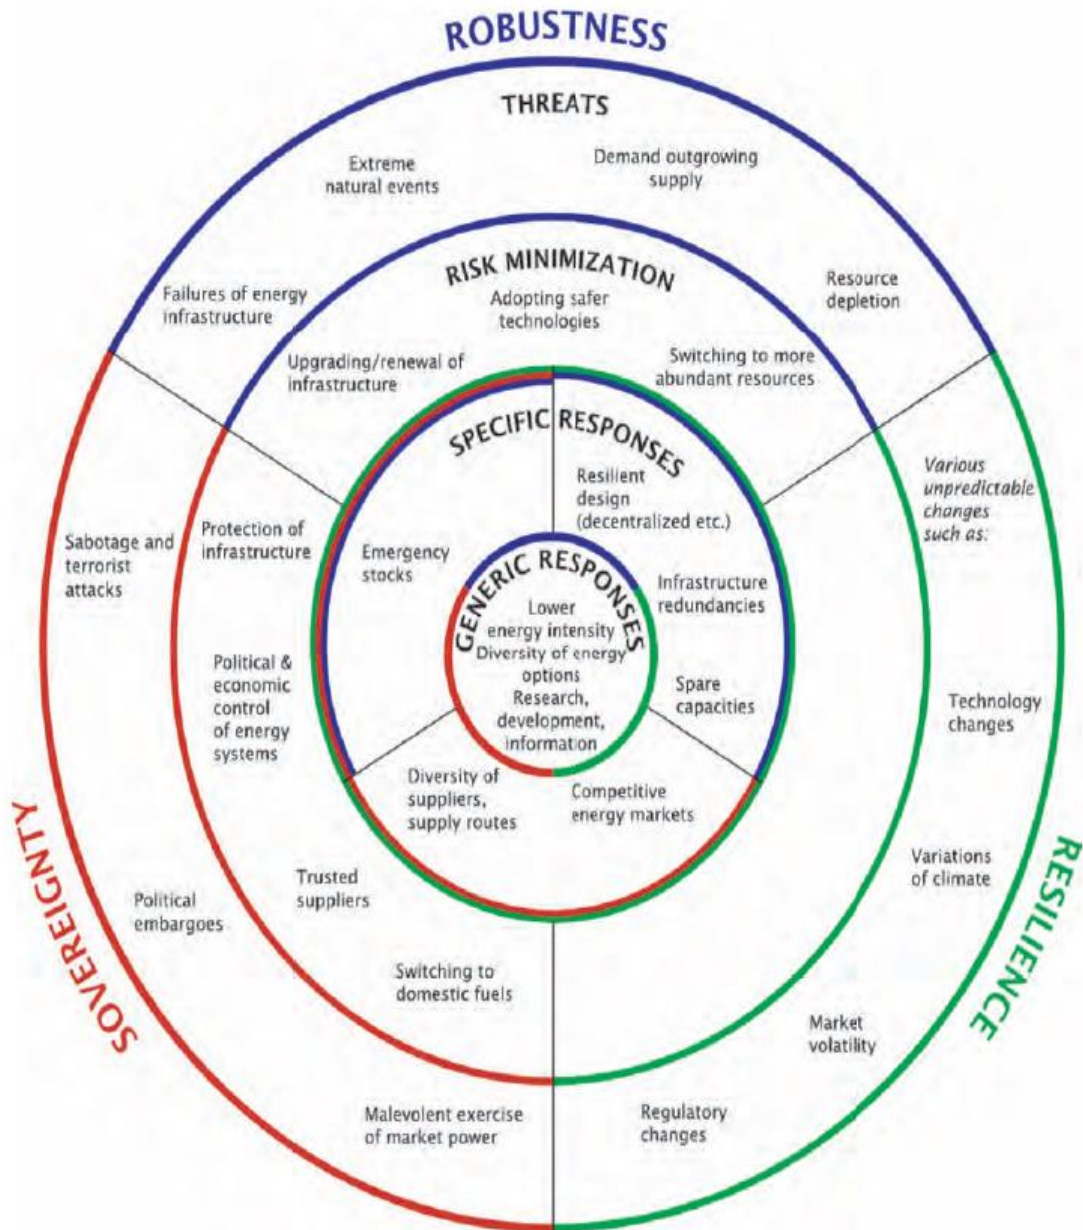 ROBUSTNESS
THREATS
Extreme
natural events
Demand outgrowing
supply
Failures of energy
infrastructure
Resource
depletion
RISK MINIMIZATION
Adopting safer
technologies
Upgrading/renewal of
infrastructure
Switching to more
abundant resources
SPECIFIC RESPONSES
Resilient
design
(decentralized etc.)
Various
unpredictable
changes
such as:
Sabotage and
terrorist
attacks
Protection of
infrastructure
Emergency
stocks
Infrastructure
redundancies
GENERIC RESPONSES
Lower
energy intensity
Diversity of energy
options
Research,
development,
information
Political &
economic
control
of energy
systems
Spare
capacities
Technology
changes
Diversity of
suppliers,
supply routes
Competitive
energy markets
SOVEREIGNTY
RESILIENCE
Political
embargoes
Trusted
suppliers
Variations
of climate
Switching to
domestic fuels
Market
volatility
Malevolent exercise
of market power
Regulatory
changes